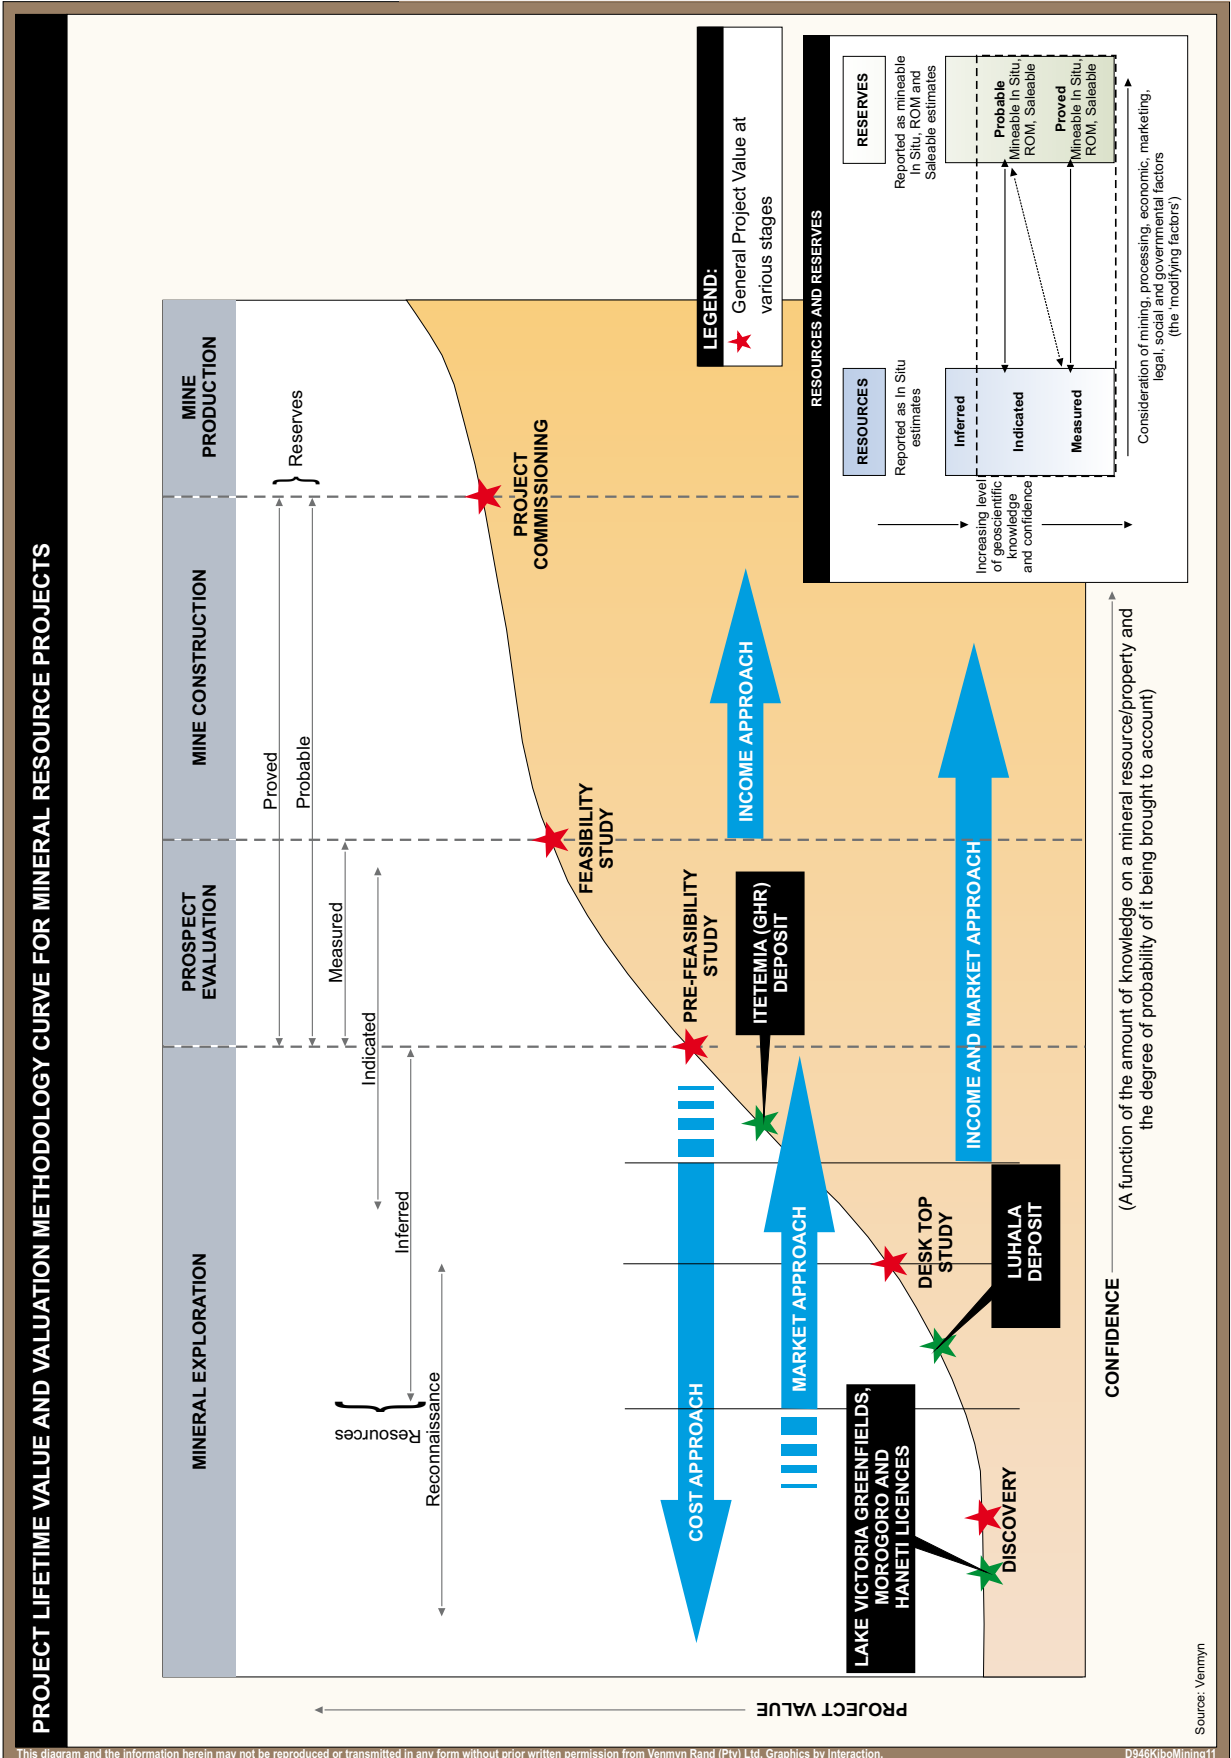 PROJECT LIFETIME VALUE AND VALUATION METHODOLOGY CURVE FOR MINERAL RESOURCE PROJECTS
MINERAL EXPLORATION
PROSPECT
EVALUATION
MINE CONSTRUCTION
MINE
PRODUCTION
Proved
Probable
Reserves
Measured
Indicated
Inferred
Resources
Reconnaissance
LEGEND:
General Project Value at
various stages
PROJECT
COMMISSIONING
FEASIBILITY
STUDY
PRE-FEASIBILITY
STUDY
ITETEMIA (GHR)
DEPOSIT
COST APPROACH
MARKET APPROACH
INCOME APPROACH
INCOME AND MARKET APPROACH
DESK TOP
STUDY
LUHALA
DEPOSIT
LAKE VICTORIA GREENFIELDS,
MOROGORO AND
HANETI LICENCES
DISCOVERY
PROJECT VALUE
CONFIDENCE
(A function of the amount of knowledge on a mineral resource/property and
the degree of probability of it being brought to account)
RESOURCES AND RESERVES
RESOURCES
Reported as In Situ
estimates
RESERVES
Reported as mineable
In Situ, ROM and
Saleable estimates
Increasing level
of geoscientific
knowledge
and confidence
Inferred
Indicated
Measured
Probable
Mineable In Situ,
ROM, Saleable
Proved
Mineable In Situ,
ROM, Saleable
Consideration of mining, processing, economic, marketing,
legal, social and governmental factors
(the 'modifying factors')
Source: Venmyn
This diagram and the information herein may not be reproduced or transmitted in any form without prior written permission from Venmyn Rand (Pty) Ltd. Graphics by Interaction.